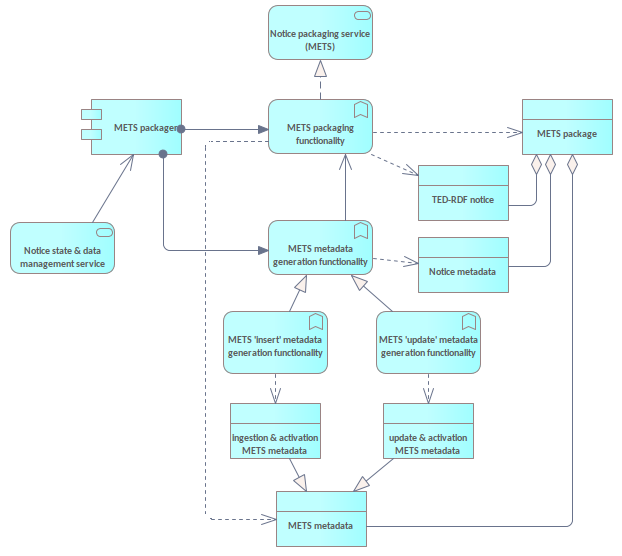 Notice packaging service
(METS)
METS packager
METS packaging
functionality
METS package
TED-RDF notice
Notice state & data
management service
METS metadata
generation functionality
Notice metadata
METS 'insert' metadata
generation functionality
METS 'update' metadata
generation functionality
ingestion & activation
METS metadata
update & activation
METS metadata
METS metadata